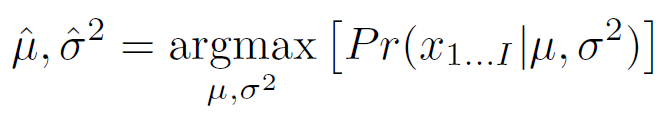 μ̂, σ̂² = argmax [Pr(x₁…I|μ, σ²)]
μ,σ²